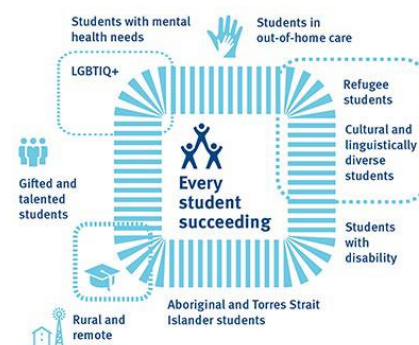 Students with mental
health needs
Students in
out-of-home care
LGBTIQ+
Refugee
students
Cultural and
linguistically
diverse
students
Every
student
succeeding
Gifted and
talented
students
Students
with
disability
Aboriginal and Torres Strait
Islander students
Rural and
remote